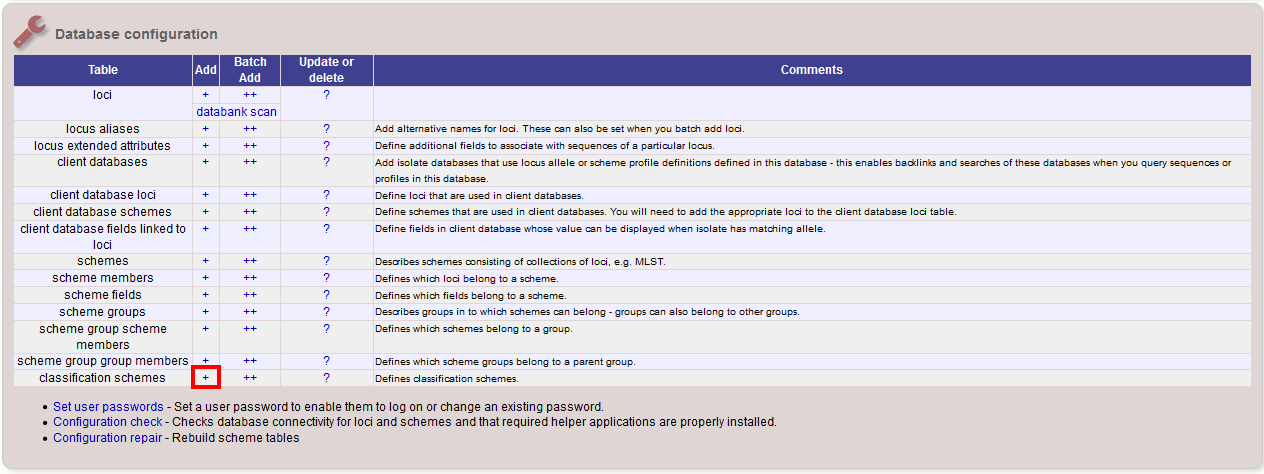 Database configuration
Table Add Batch Add Update or delete Comments
loci + ++ ?
databank scan
locus aliases + ++ ? Add alternative names for loci. These can also be set when you batch add loci.
locus extended attributes + ++ ? Define additional fields to associate with sequences of a particular locus.
client databases + ++ ? Add isolate databases that use locus allele or scheme profile definitions defined in this database - this enables backlinks and searches of these databases when you query sequences or
profiles in this database.
client database loci + ++ ? Define loci that are used in client databases.
client database schemes + ++ ? Define schemes that are used in client databases. You will need to add the appropriate loci to the client database loci table.
client database fields linked to + ++ ? Define fields in client database whose value can be displayed when isolate has matching allele.
loci
schemes + ++ ? Describes schemes consisting of collections of loci, e.g. MLST.
scheme members + ++ ? Defines which loci belong to a scheme.
scheme fields + ++ ? Defines which fields belong to a scheme.
scheme groups + ++ ? Describes groups in to which schemes can belong - groups can also belong to other groups.
scheme group scheme + ++ ? Defines which schemes belong to a group.
members
scheme group group members + ++ ? Defines which scheme groups belong to a parent group.
classification schemes + ++ ? Defines classification schemes.
• Set user passwords - Set a user password to enable them to log on or change an existing password.
• Configuration check - Checks database connectivity for loci and schemes and that required helper applications are properly installed.
• Configuration repair - Rebuild scheme tables